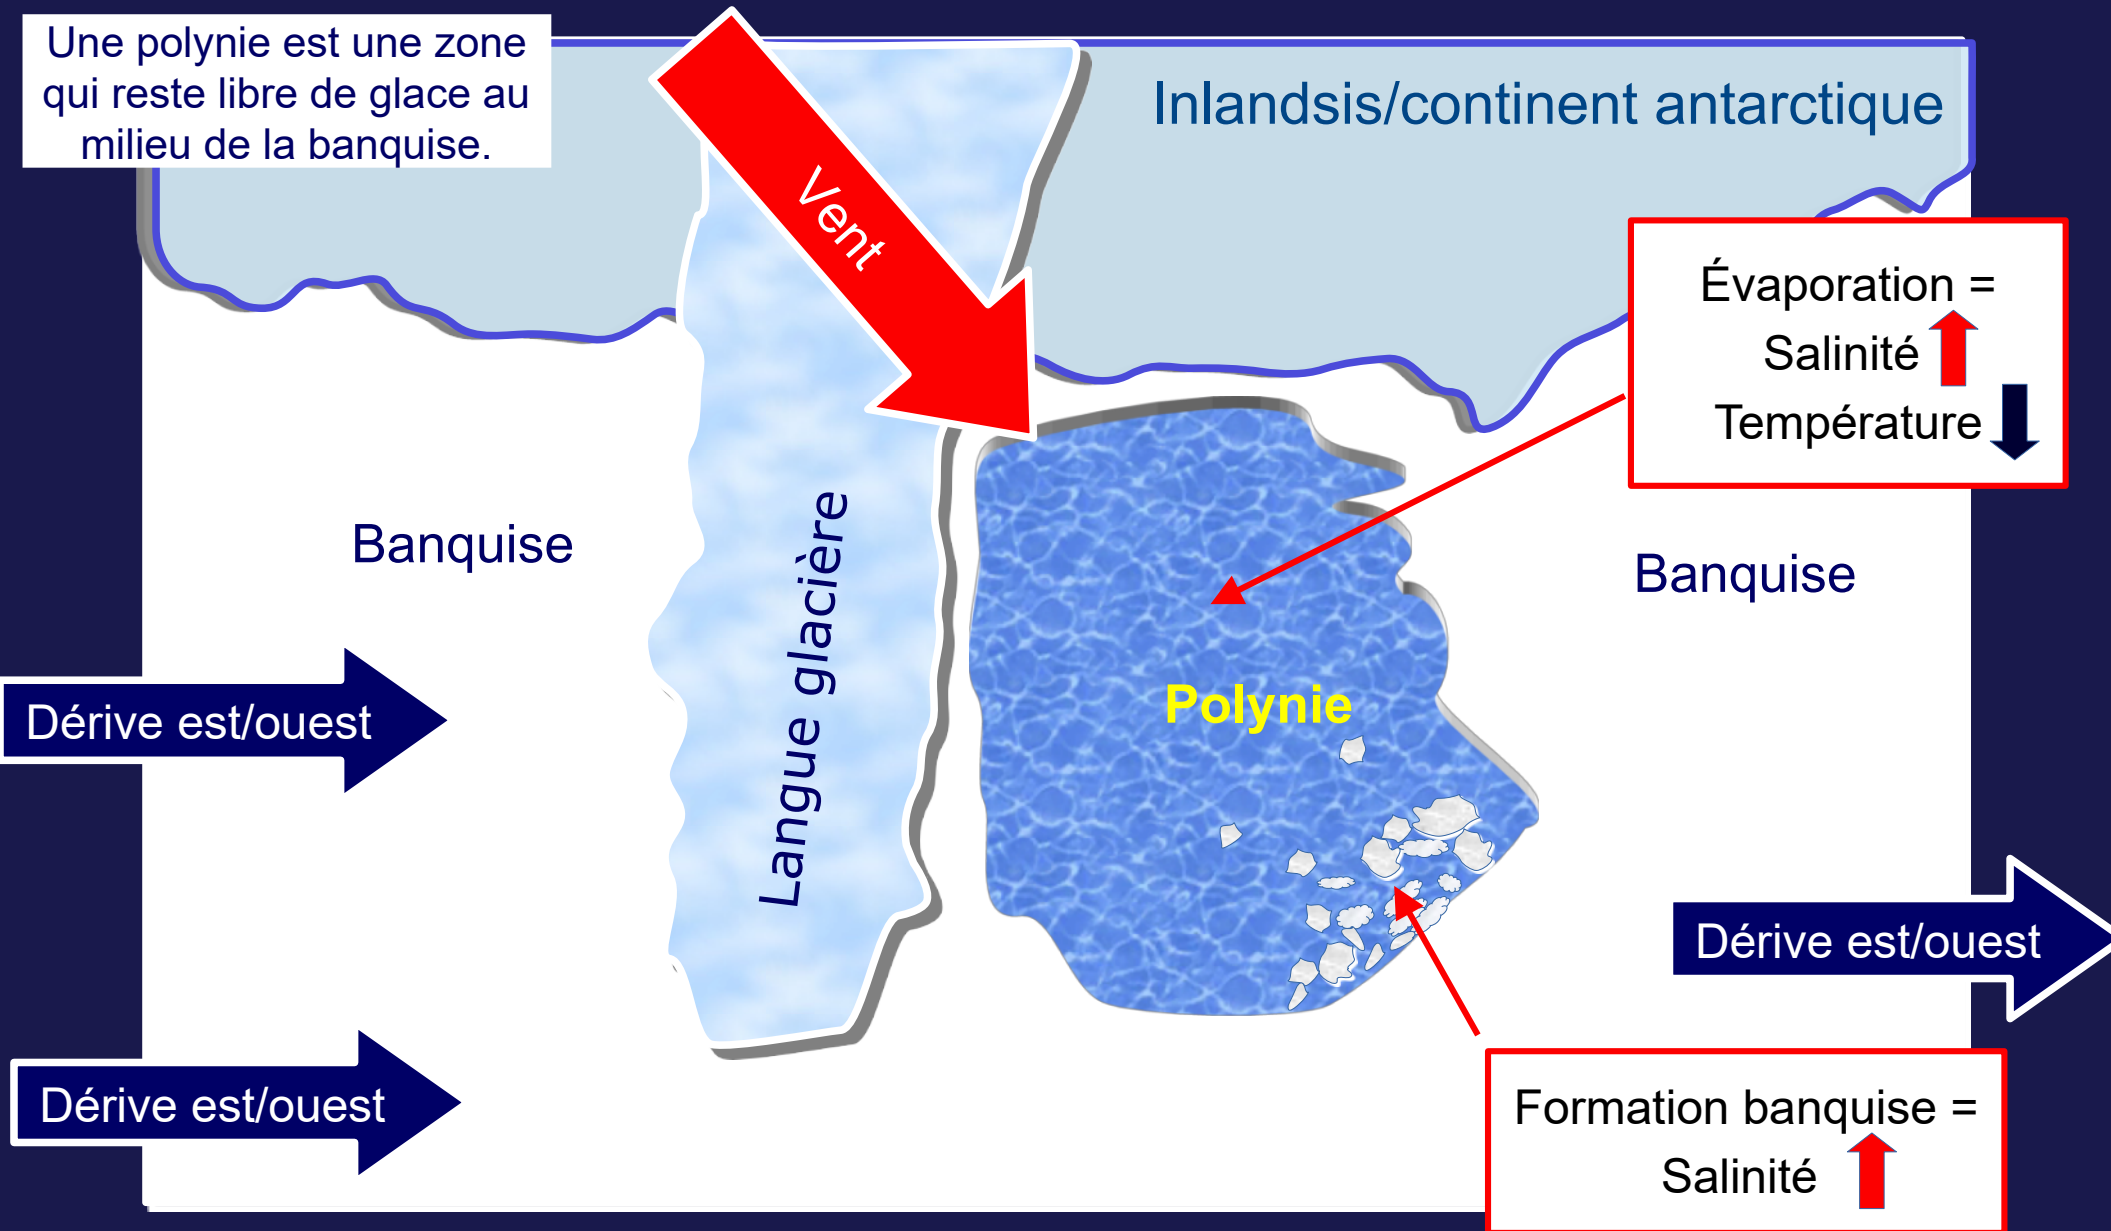 Une polynie est une zone
qui reste libre de glace au
milieu de la banquise.
Inlandsis/continent antarctique
Vent
Évaporation =
Salinité
Température
Banquise
Langue glacière
Banquise
Polynie
Dérive est/ouest
Dérive est/ouest
Dérive est/ouest
Formation banquise =
Salinité